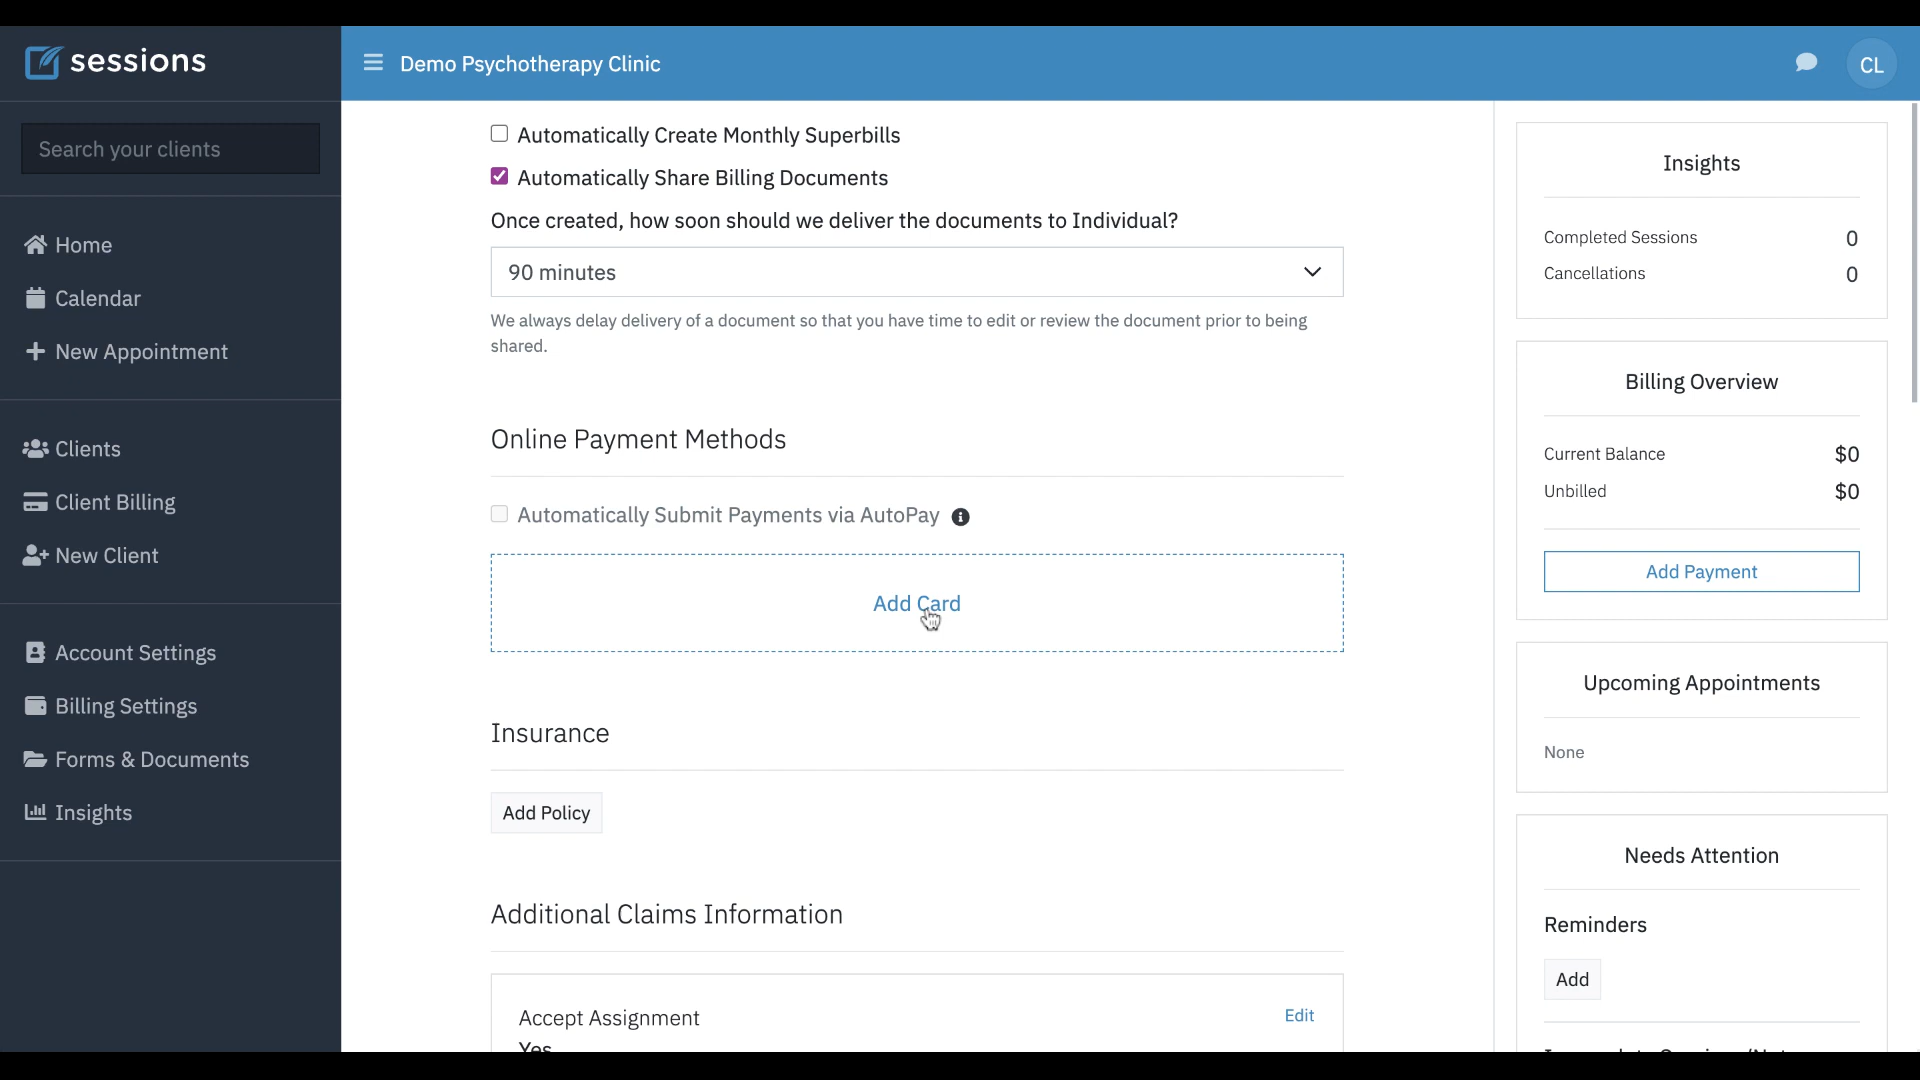 sessions
Demo Psychotherapy Clinic
CL
Search your clients
Home
Calendar
New Appointment
Clients
Client Billing
New Client
Account Settings
Billing Settings
Forms & Documents
Insights
Automatically Create Monthly Superbills
Automatically Share Billing Documents
Once created, how soon should we deliver the documents to Individual?
90 minutes
We always delay delivery of a document so that you have time to edit or review the document prior to being
shared.
Online Payment Methods
Automatically Submit Payments via AutoPay
Add Card
Insurance
Add Policy
Additional Claims Information
Accept Assignment
Edit
Yes
Insights
Completed Sessions 0
Cancellations 0
Billing Overview
Current Balance $0
Unbilled $0
Add Payment
Upcoming Appointments
None
Needs Attention
Reminders
Add